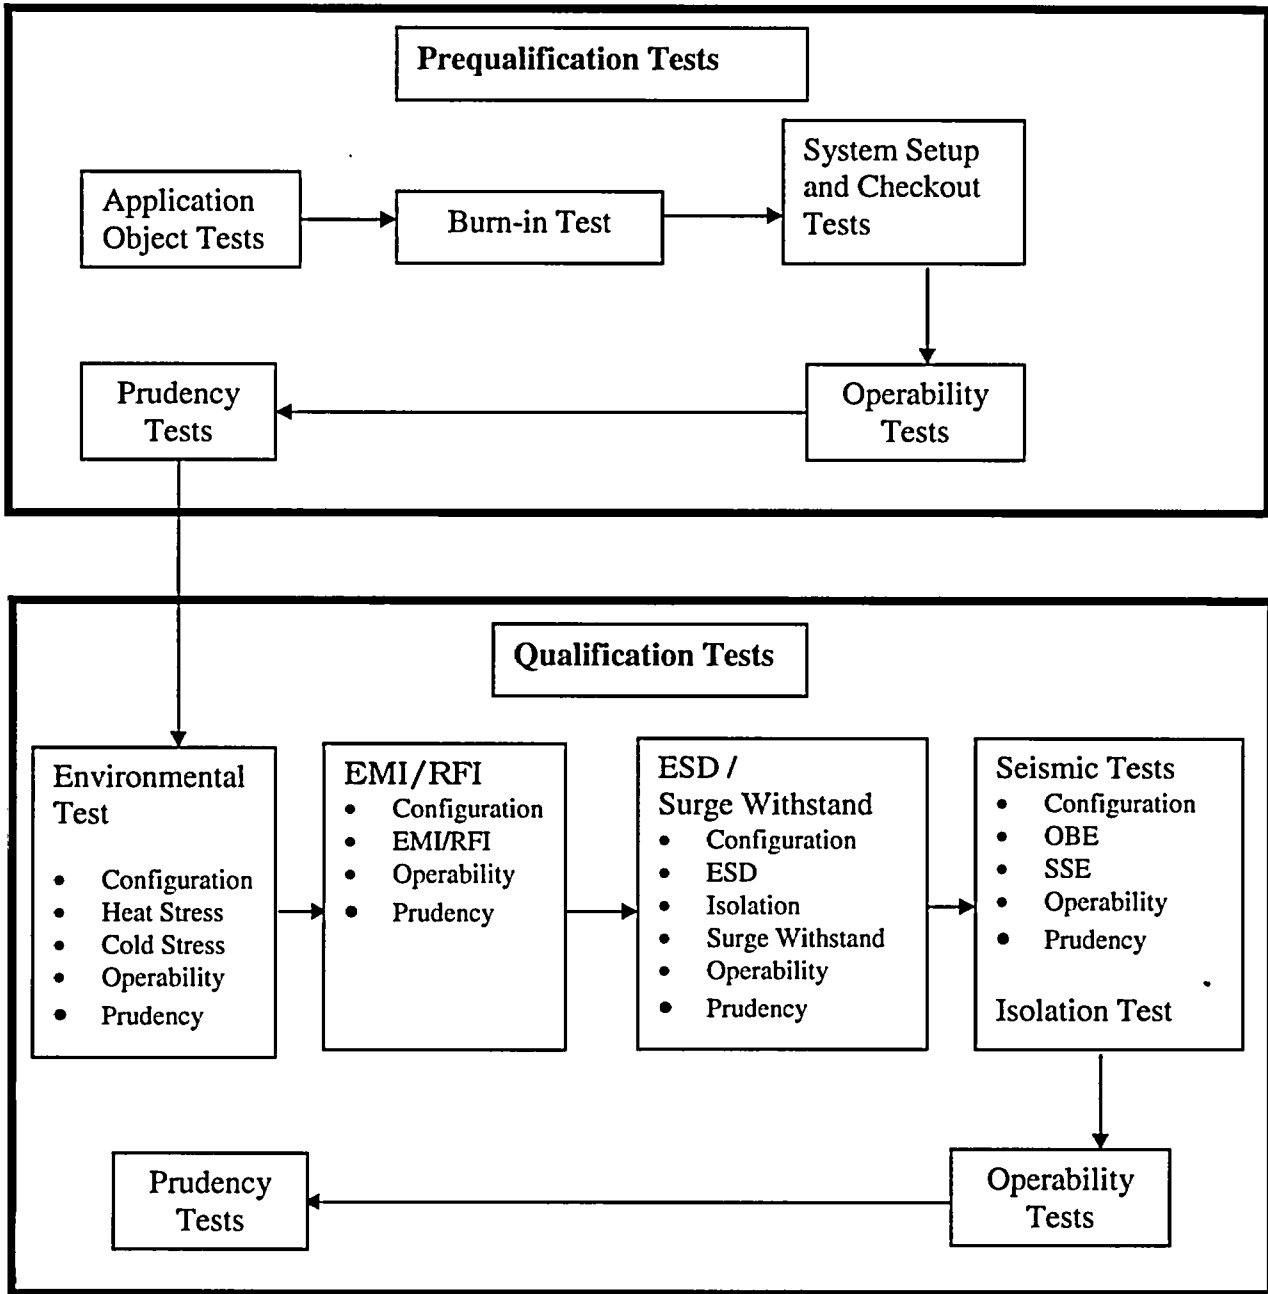 Prequalification Tests
Application
Object Tests
Burn-in Test
System Setup
and Checkout
Tests
Prudency
Tests
Operability
Tests
Qualification Tests
Environmental
Test
• Configuration
• Heat Stress
• Cold Stress
• Operability
• Prudency
EMI/RFI
• Configuration
• EMI/RFI
• Operability
• Prudency
ESD /
Surge Withstand
• Configuration
• ESD
• Isolation
• Surge Withstand
• Operability
• Prudency
Seismic Tests
• Configuration
• OBE
• SSE
• Operability
• Prudency
Isolation Test
Prudency
Tests
Operability
Tests